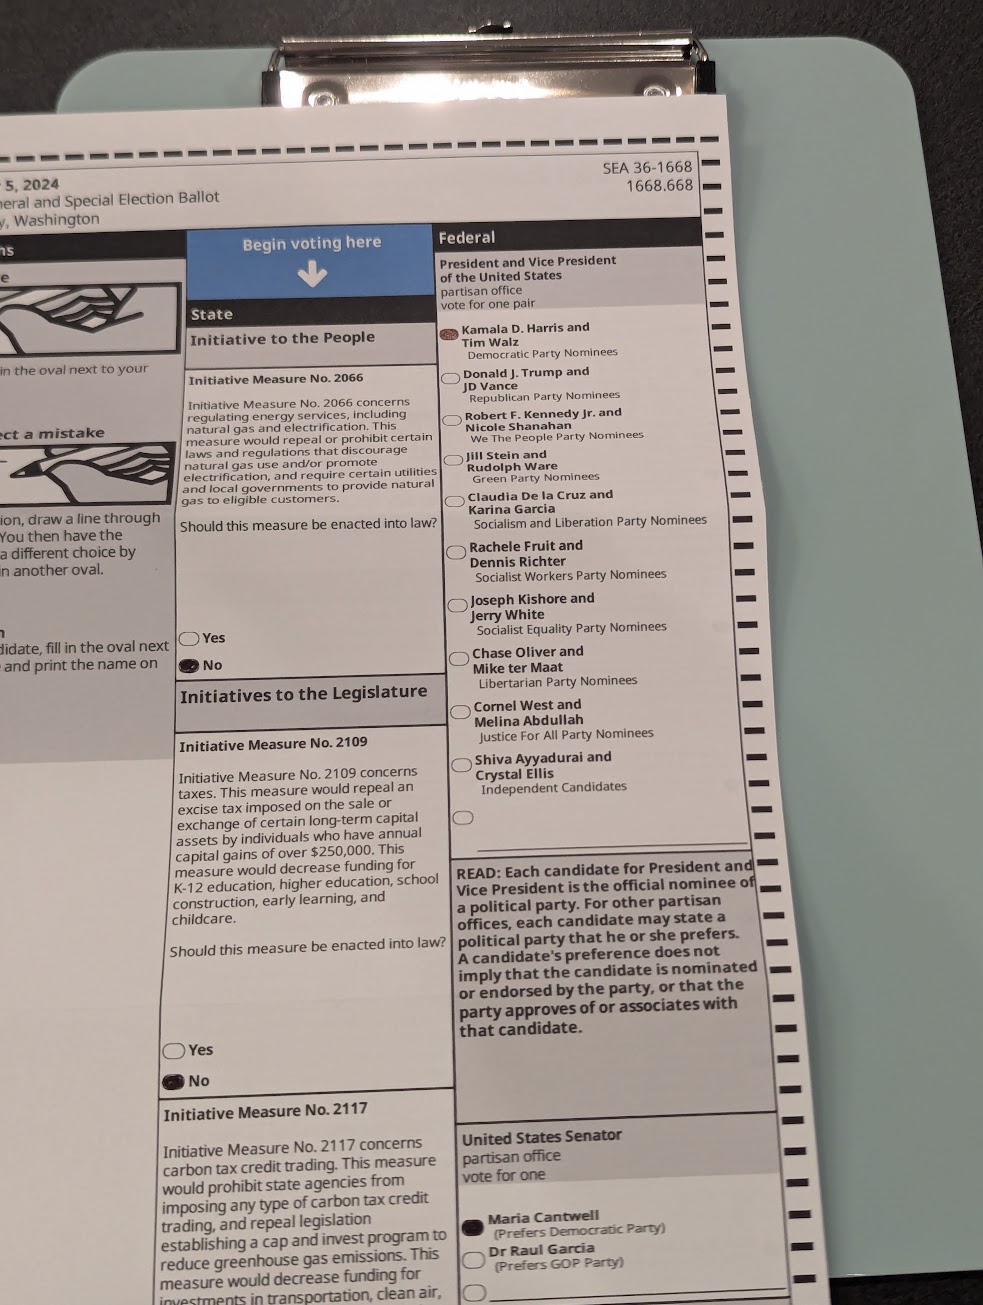 5, 2024
neral and Special Election Ballot
y, Washington
SEA 36-1668
1668.668
ns
e
in the oval next to your
ect a mistake
ion, draw a line through
You then have the
a different choice by
in another oval.
n
didate, fill in the oval next
and print the name on
Begin voting here
State
Initiative to the People
Initiative Measure No. 2066
Initiative Measure No. 2066 concerns
regulating energy services, including
natural gas and electrification. This
measure would repeal or prohibit certain
laws and regulations that discourage
natural gas use and/or promote
electrification, and require certain utilities
and local governments to provide natural
gas to eligible customers.
Should this measure be enacted into law?
Yes
No
Initiatives to the Legislature
Initiative Measure No. 2109
Initiative Measure No. 2109 concerns
taxes. This measure would repeal an
excise tax imposed on the sale or
exchange of certain long-term capital
assets by individuals who have annual
capital gains of over $250,000. This
measure would decrease funding for
K-12 education, higher education, school
construction, early learning, and
childcare.
Should this measure be enacted into law?
Yes
No
Initiative Measure No. 2117
Initiative Measure No. 2117 concerns
carbon tax credit trading. This measure
would prohibit state agencies from
imposing any type of carbon tax credit
trading, and repeal legislation
establishing a cap and invest program to
reduce greenhouse gas emissions. This
measure would decrease funding for
investments in transportation, clean air,
Federal
President and Vice President
of the United States
partisan office
vote for one pair
Kamala D. Harris and
Tim Walz
Democratic Party Nominees
Donald J. Trump and
JD Vance
Republican Party Nominees
Robert F. Kennedy Jr. and
Nicole Shanahan
We The People Party Nominees
Jill Stein and
Rudolph Ware
Green Party Nominees
Claudia De la Cruz and
Karina Garcia
Socialism and Liberation Party Nominees
Rachele Fruit and
Dennis Richter
Socialist Workers Party Nominees
Joseph Kishore and
Jerry White
Socialist Equality Party Nominees
Chase Oliver and
Mike ter Maat
Libertarian Party Nominees
Cornel West and
Melina Abdullah
Justice For All Party Nominees
Shiva Ayyadurai and
Crystal Ellis
Independent Candidates
READ: Each candidate for President and
Vice President is the official nominee of
a political party. For other partisan
offices, each candidate may state a
political party that he or she prefers.
A candidate's preference does not
imply that the candidate is nominated
or endorsed by the party, or that the
party approves of or associates with
that candidate.
United States Senator
partisan office
vote for one
Maria Cantwell
(Prefers Democratic Party)
Dr Raul Garcia
(Prefers GOP Party)